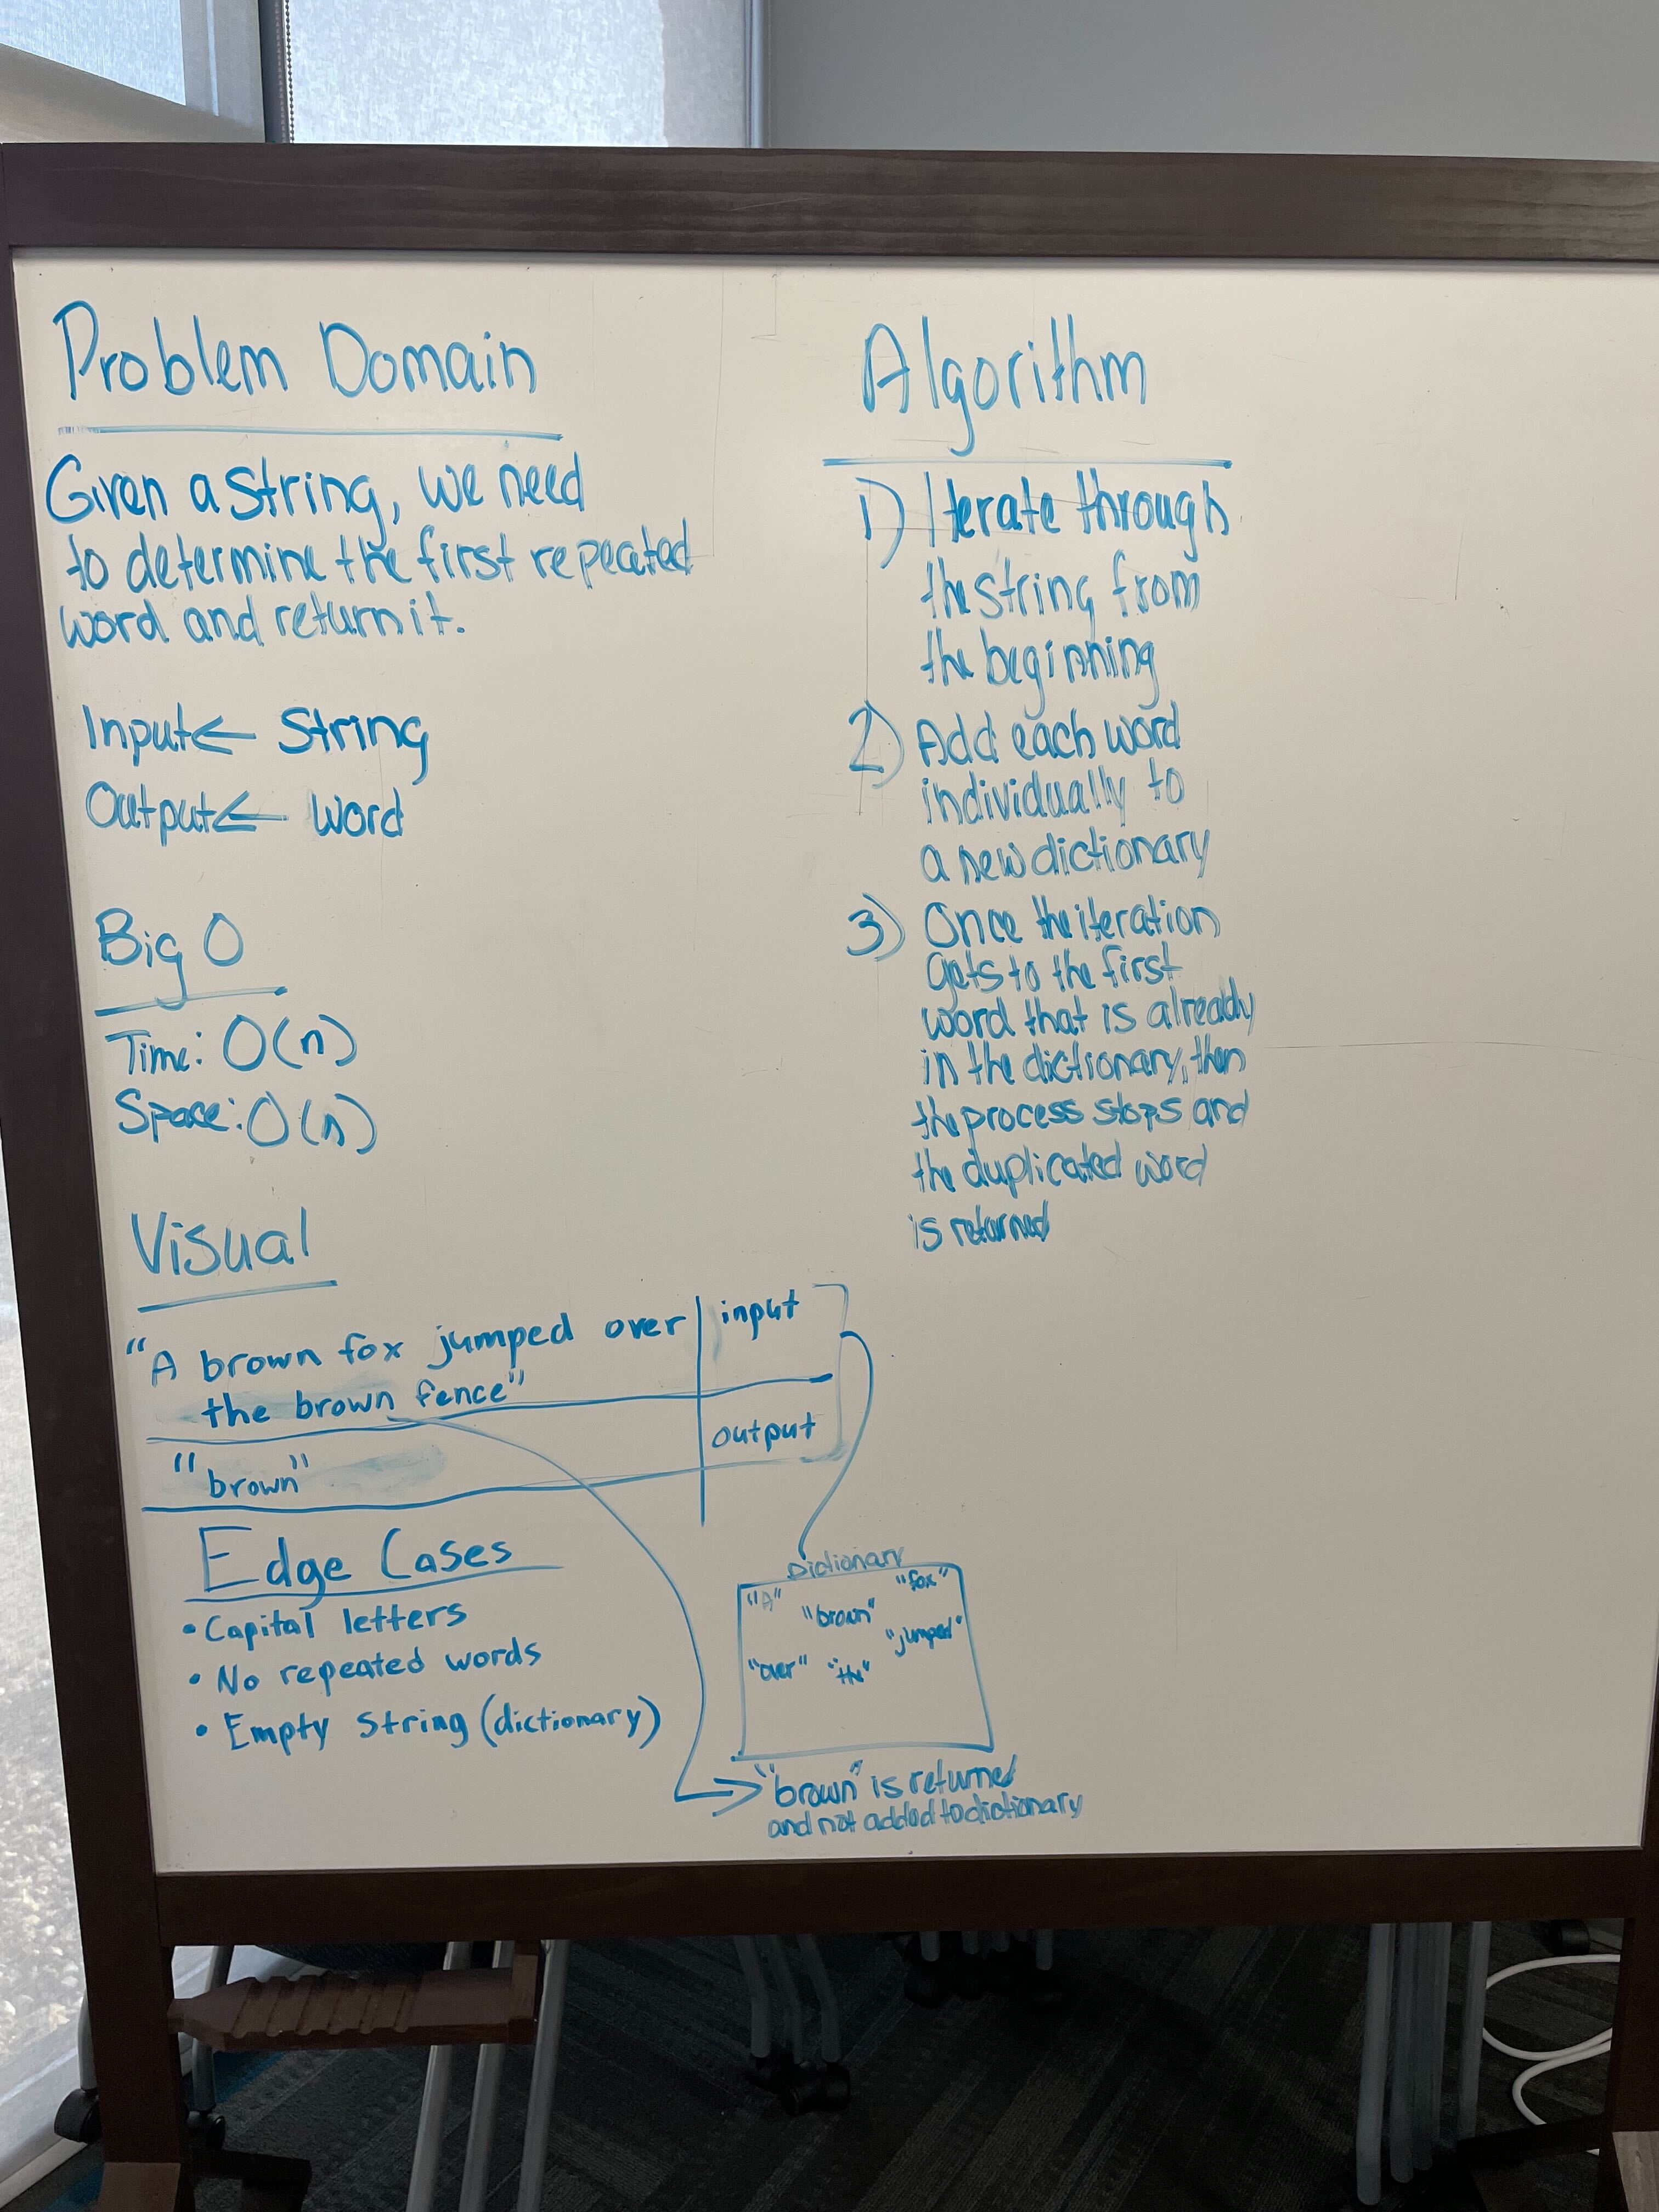 Problem Domain
Given a string, we need
to determine the first repeated
word and return it.
Input← String
Output← word
Big O
Time: O(n)
Space: O(n)
Visual
"A brown fox jumped over
the brown fence"
input
"brown"
output
Edge Cases
• Capital letters
• No repeated words
• Empty String (dictionary)
Algorithm
1) Iterate through
the string from
the beginning
2) Add each word
individually to
a new dictionary
3) Once the iteration
gets to the first
word that is already
in the dictionary, then
the process stops and
the duplicated word
is returned
Dictionary
"A" "brown" "fox"
"jumped"
"over" "the"
"brown" is returned
and not added to dictionary